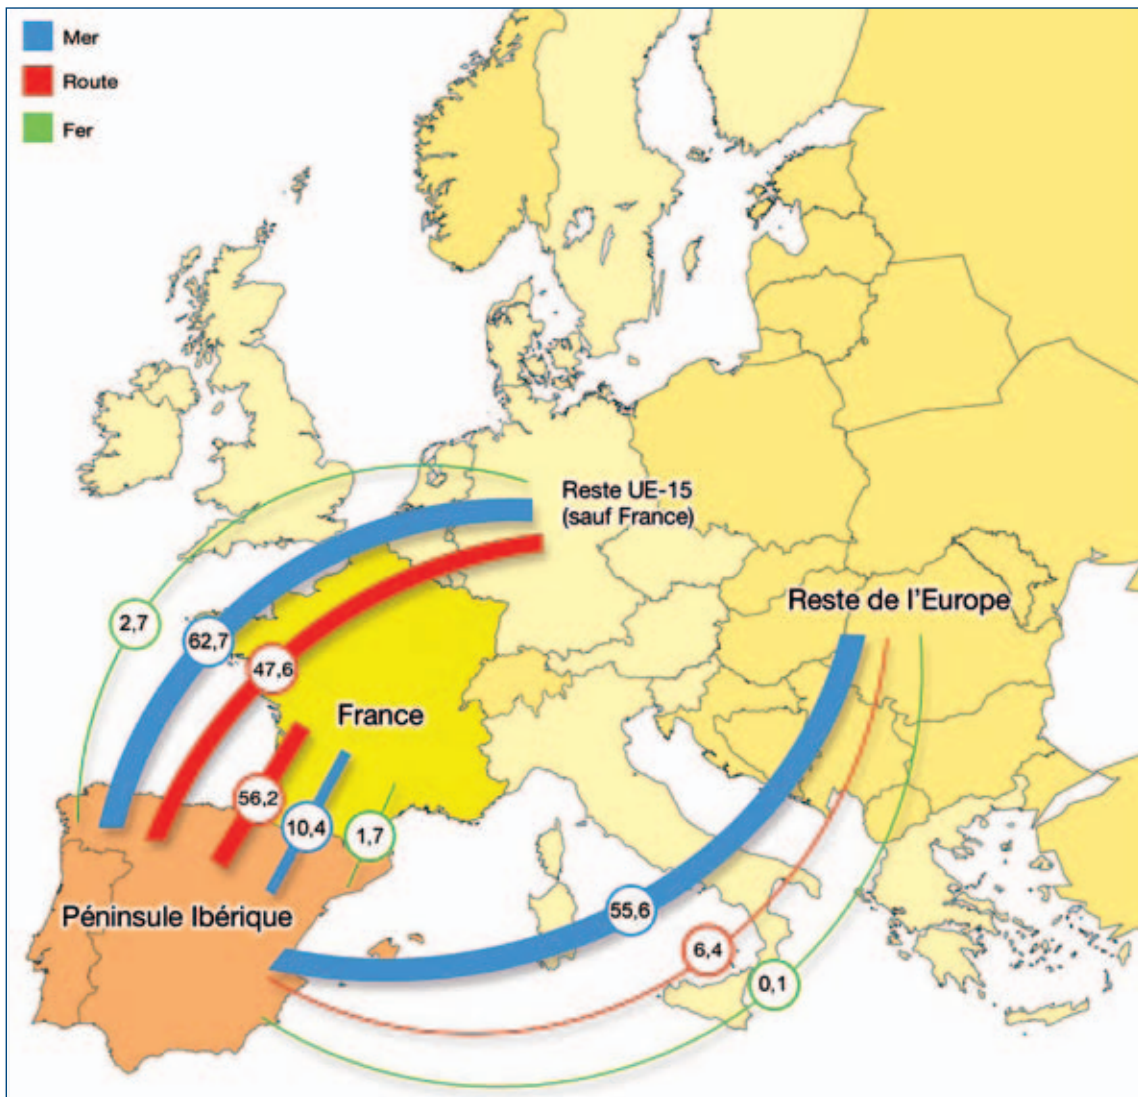 Mer
Route
Fer
Reste UE-15
(sauf France)
Reste de l'Europe
2,7
62,7
47,6
France
56,2
10,4
1,7
Péninsule Ibérique
55,6
6,4
0,1